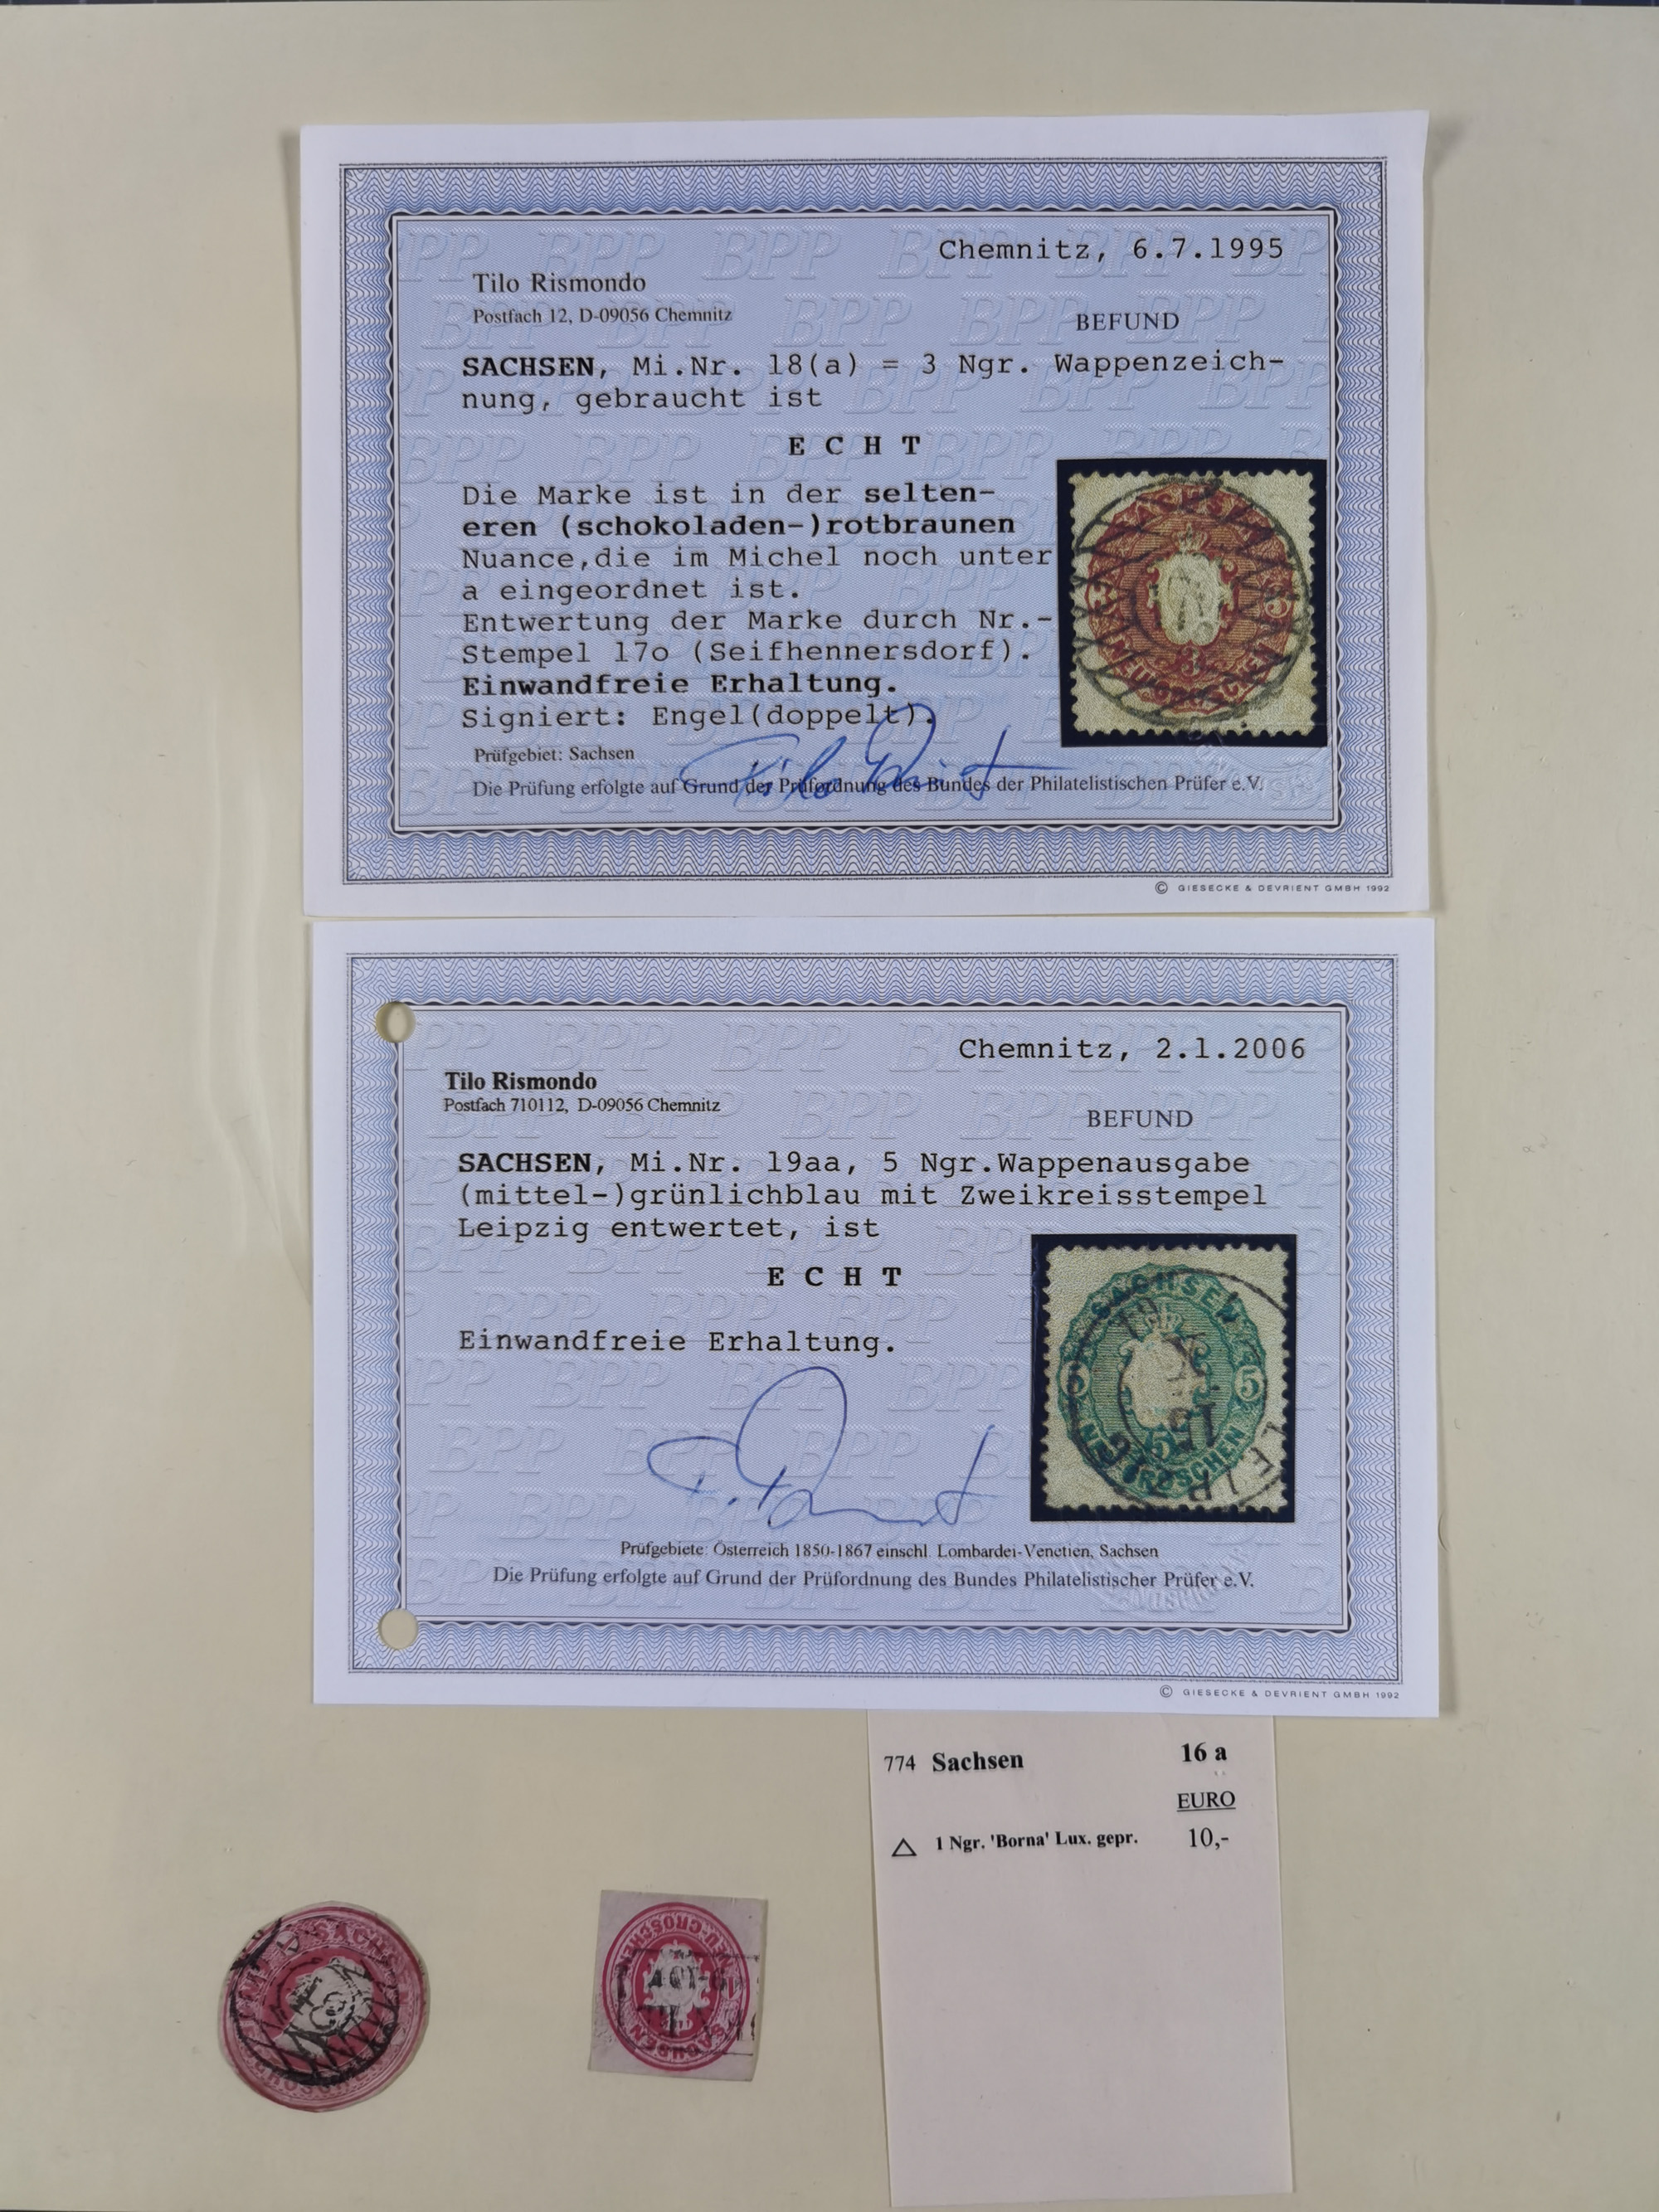 Chemnitz, 6.7.1995
Tilo Rismondo
Postfach 12, D-09056 Chemnitz
BEFUND
SACHSEN, Mi.Nr. 18(a) = 3 Ngr. Wappenzeich-
nung, gebraucht ist
E C H T
Die Marke ist in der selten-
eren (schokoladen-)rotbraunen
Nuance,die im Michel noch unter
a eingeordnet ist.
Entwertung der Marke durch Nr.-
Stempel 17o (Seifhennersdorf).
Einwandfreie Erhaltung.
Signiert: Engel(doppelt).
Prüfgebiet: Sachsen
Die Prüfung erfolgte auf Grund der Prüfordnung des Bundes der Philatelistischen Prüfer e.V.
© GIESECKE & DEVRIENT GMBH 1992
Chemnitz, 2.1.2006
Tilo Rismondo
Postfach 710112, D-09056 Chemnitz
BEFUND
SACHSEN, Mi.Nr. 19aa, 5 Ngr.Wappenausgabe
(mittel-)grünlichblau mit Zweikreisstempel
Leipzig entwertet, ist
E C H T
Einwandfreie Erhaltung.
SACHSEN
5 5
5
Prüfgebiete: Österreich 1850-1867 einschl. Lombardei-Venetien, Sachsen
Die Prüfung erfolgte auf Grund der Prüfordnung des Bundes Philatelistischer Prüfer e.V.
© GIESECKE & DEVRIENT GMBH 1992
774 Sachsen 16 a
EURO
△ 1 Ngr. 'Borna' Lux. gepr. 10,-
SACHSEN